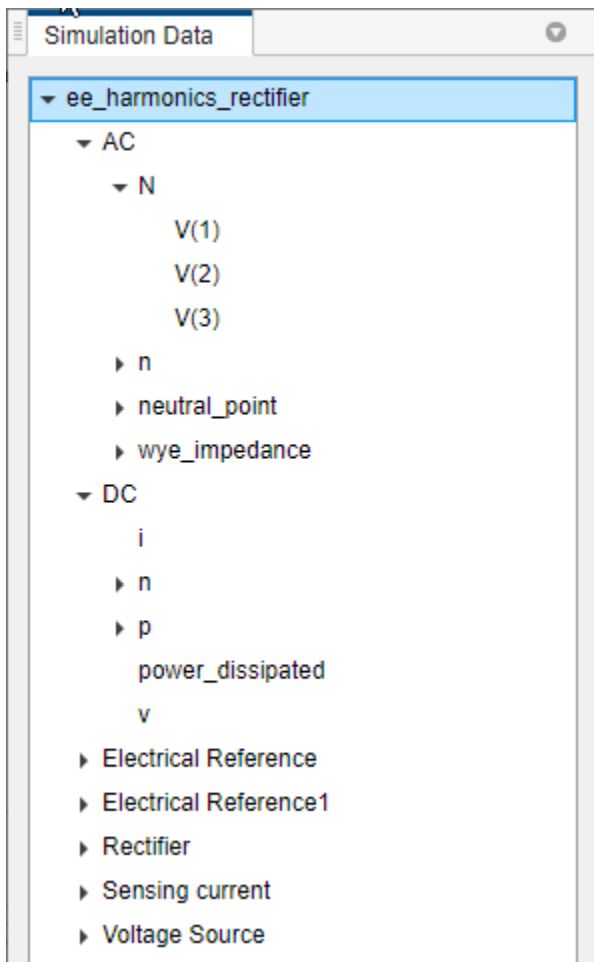 Simulation Data
ee_harmonics_rectifier
AC
N
V(1)
V(2)
V(3)
n
neutral_point
wye_impedance
DC
i
n
p
power_dissipated
v
Electrical Reference
Electrical Reference1
Rectifier
Sensing current
Voltage Source